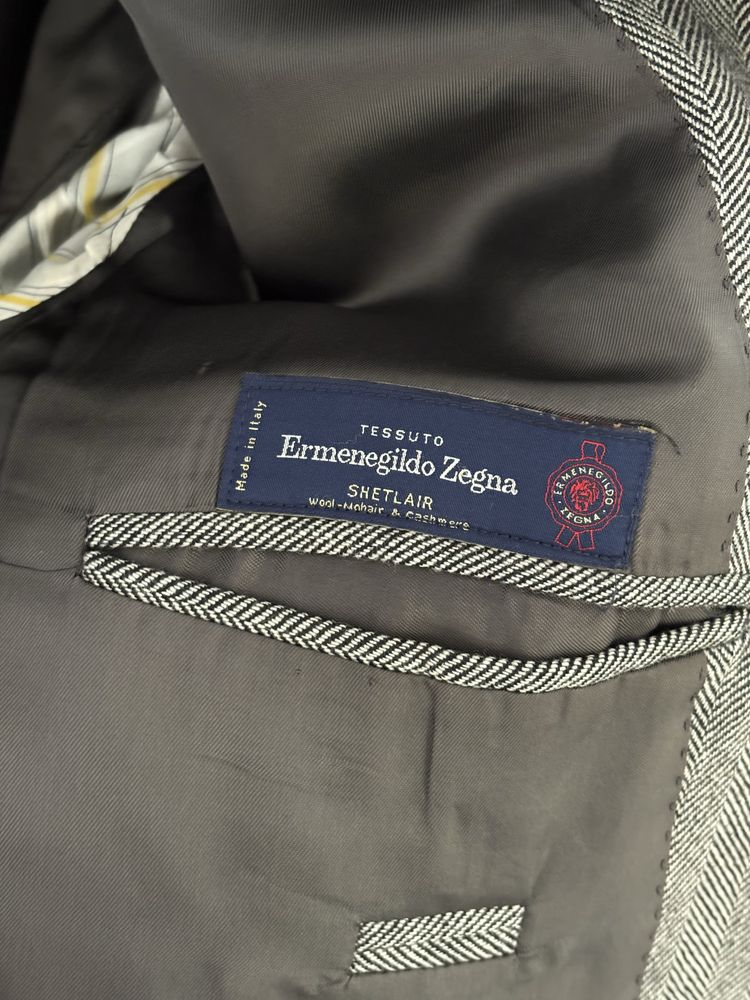 Made in Italy
TESSUTO
Ermenegildo Zegna
SHETLAIR
Wool-Mohair & Cashmere
ERMENEGILDO
ZEGNA